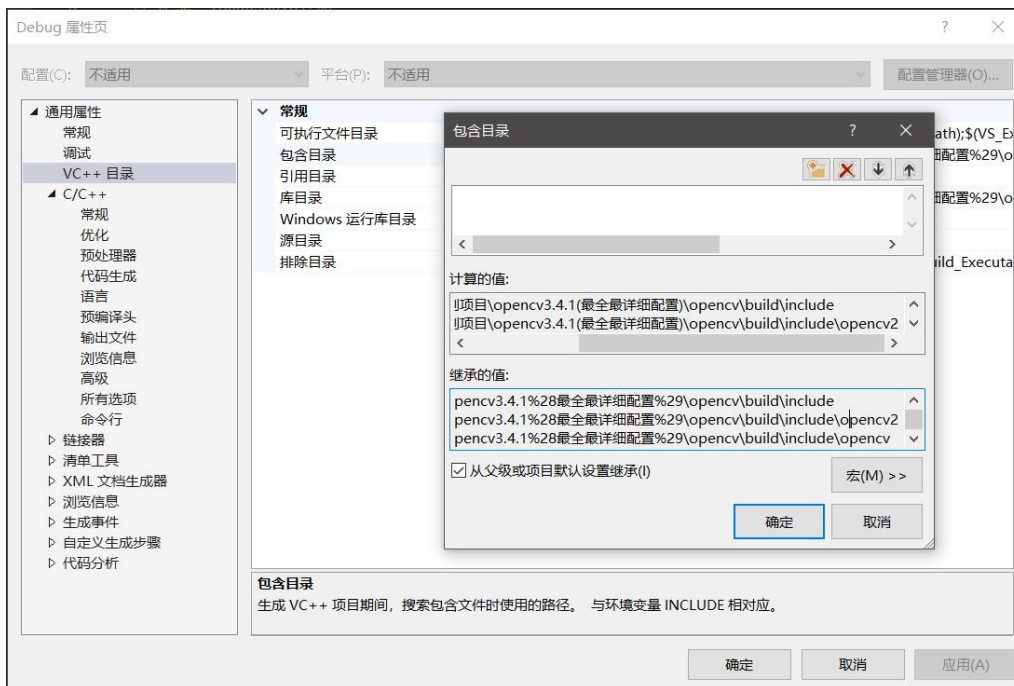 Debug 属性页
? ×
配置(C): 不适用 平台(P): 不适用 配置管理器(O)...
通用属性
常规
调试
VC++ 目录
C/C++
常规
优化
预处理器
代码生成
语言
预编译头
输出文件
浏览信息
高级
所有选项
命令行
链接器
清单工具
XML 文档生成器
浏览信息
生成事件
自定义生成步骤
代码分析
常规
可执行文件目录
包含目录
引用目录
库目录
Windows 运行库目录
源目录
排除目录
ath);$(VS_Ex
配置%29\o
配置%29\o
ild_Executa
包含目录
? ×
计算的值:
项目\opencv3.4.1(最全最详细配置)\opencv\build\include
项目\opencv3.4.1(最全最详细配置)\opencv\build\include\opencv2
继承的值:
pencv3.4.1%28最全最详细配置%29\opencv\build\include
pencv3.4.1%28最全最详细配置%29\opencv\build\include\opencv2
pencv3.4.1%28最全最详细配置%29\opencv\build\include\opencv
从父级或项目默认设置继承(I)
宏(M) >>
确定 取消
包含目录
生成 VC++ 项目期间，搜索包含文件时使用的路径。 与环境变量 INCLUDE 相对应。
确定 取消 应用(A)